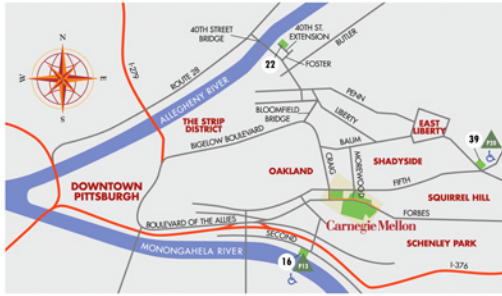 N
W
E
S
I-279
ROUTE 28
ALLEGHENY RIVER
40TH STREET
BRIDGE
40TH ST.
EXTENSION
22
BUTLER
FOSTER
PENN
LIBERTY
BLOOMFIELD
BRIDGE
THE STRIP
DISTRICT
BIGELOW BOULEVARD
EAST
LIBERTY
39
P39
BAUM
CRAIG
MOREWOOD
SHADYSIDE
OAKLAND
FIFTH
DOWNTOWN
PITTSBURGH
SQUIRREL HILL
FORBES
BOULEVARD OF THE ALLIES
Carnegie Mellon
SECOND
SCHENLEY PARK
MONONGAHELA RIVER
16
P13
I-376